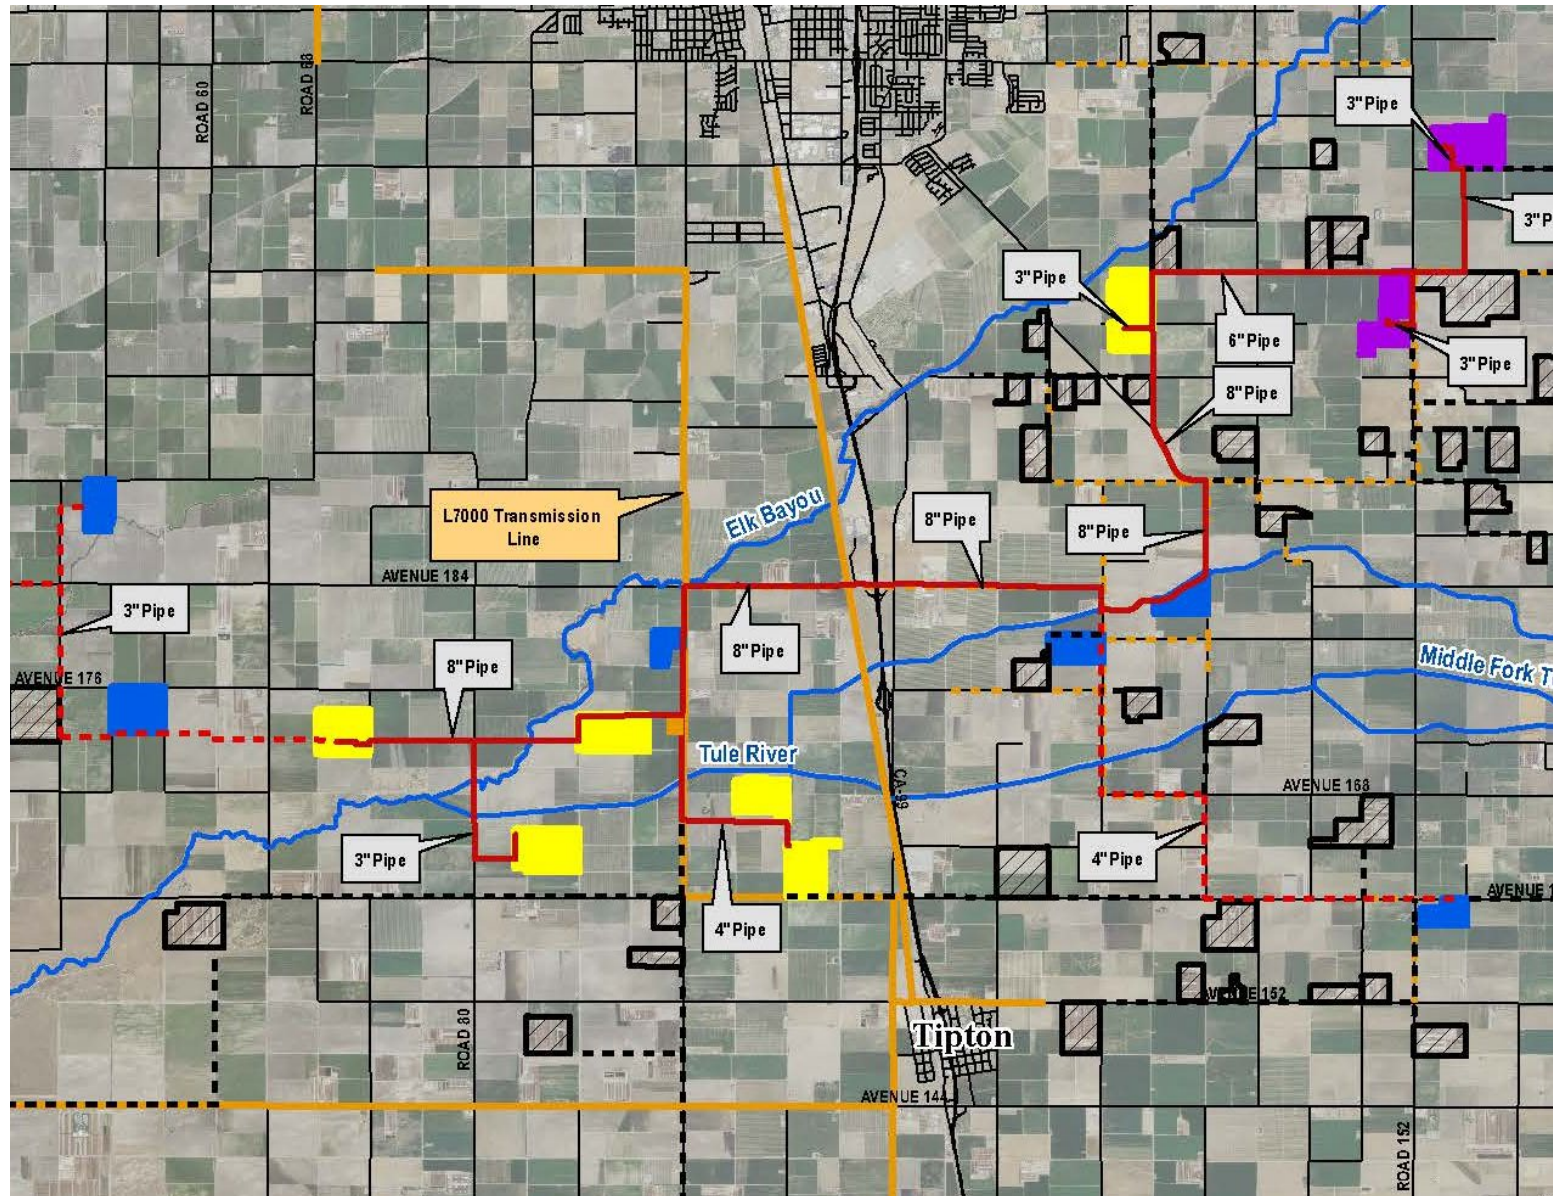 ROAD 60
ROAD 68
3" Pipe
3" P
3" Pipe
6" Pipe
3" Pipe
8" Pipe
L7000 Transmission
Line
Elk Bayou
8" Pipe
8" Pipe
AVENUE 184
3" Pipe
8" Pipe
8" Pipe
AVENUE 176
Middle Fork T
Tule River
CA-99
AVENUE 168
3" Pipe
4" Pipe
AVENUE 1
4" Pipe
AVENUE 152
ROAD 80
Tipton
AVENUE 144
ROAD 152